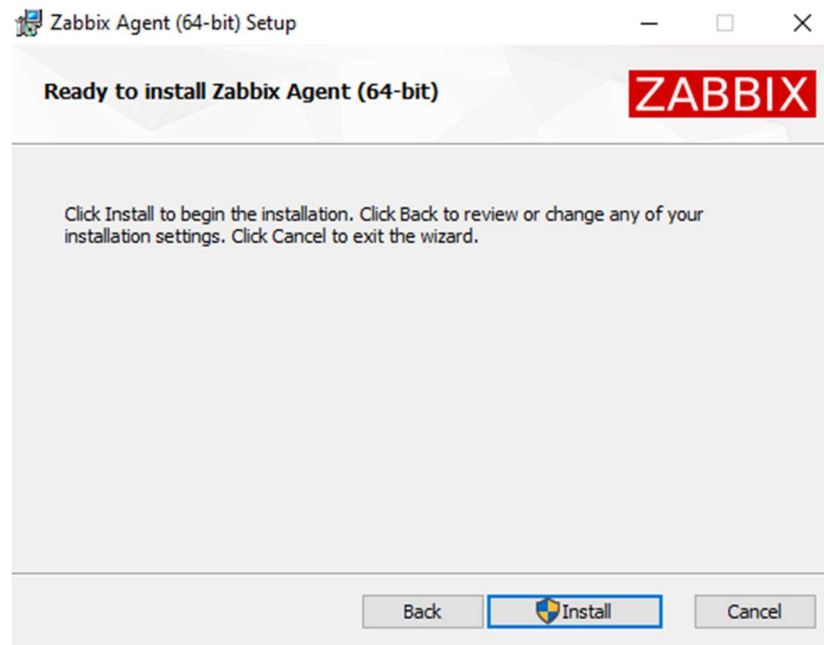 Zabbix Agent (64-bit) Setup
Ready to install Zabbix Agent (64-bit)
ZABBIX
Click Install to begin the installation. Click Back to review or change any of your
installation settings. Click Cancel to exit the wizard.
Back
Install
Cancel